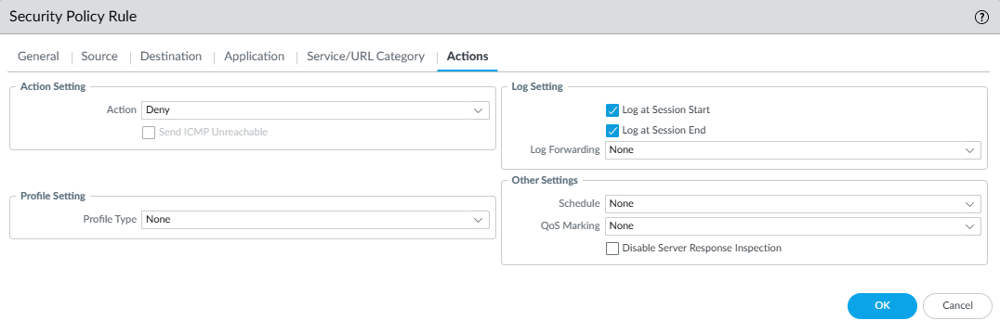 Security Policy Rule
?
General
Source
Destination
Application
Service/URL Category
Actions
Action Setting
Action
Deny
Send ICMP Unreachable
Profile Setting
Profile Type
None
Log Setting
Log at Session Start
Log at Session End
Log Forwarding
None
Other Settings
Schedule
None
QoS Marking
None
Disable Server Response Inspection
OK
Cancel